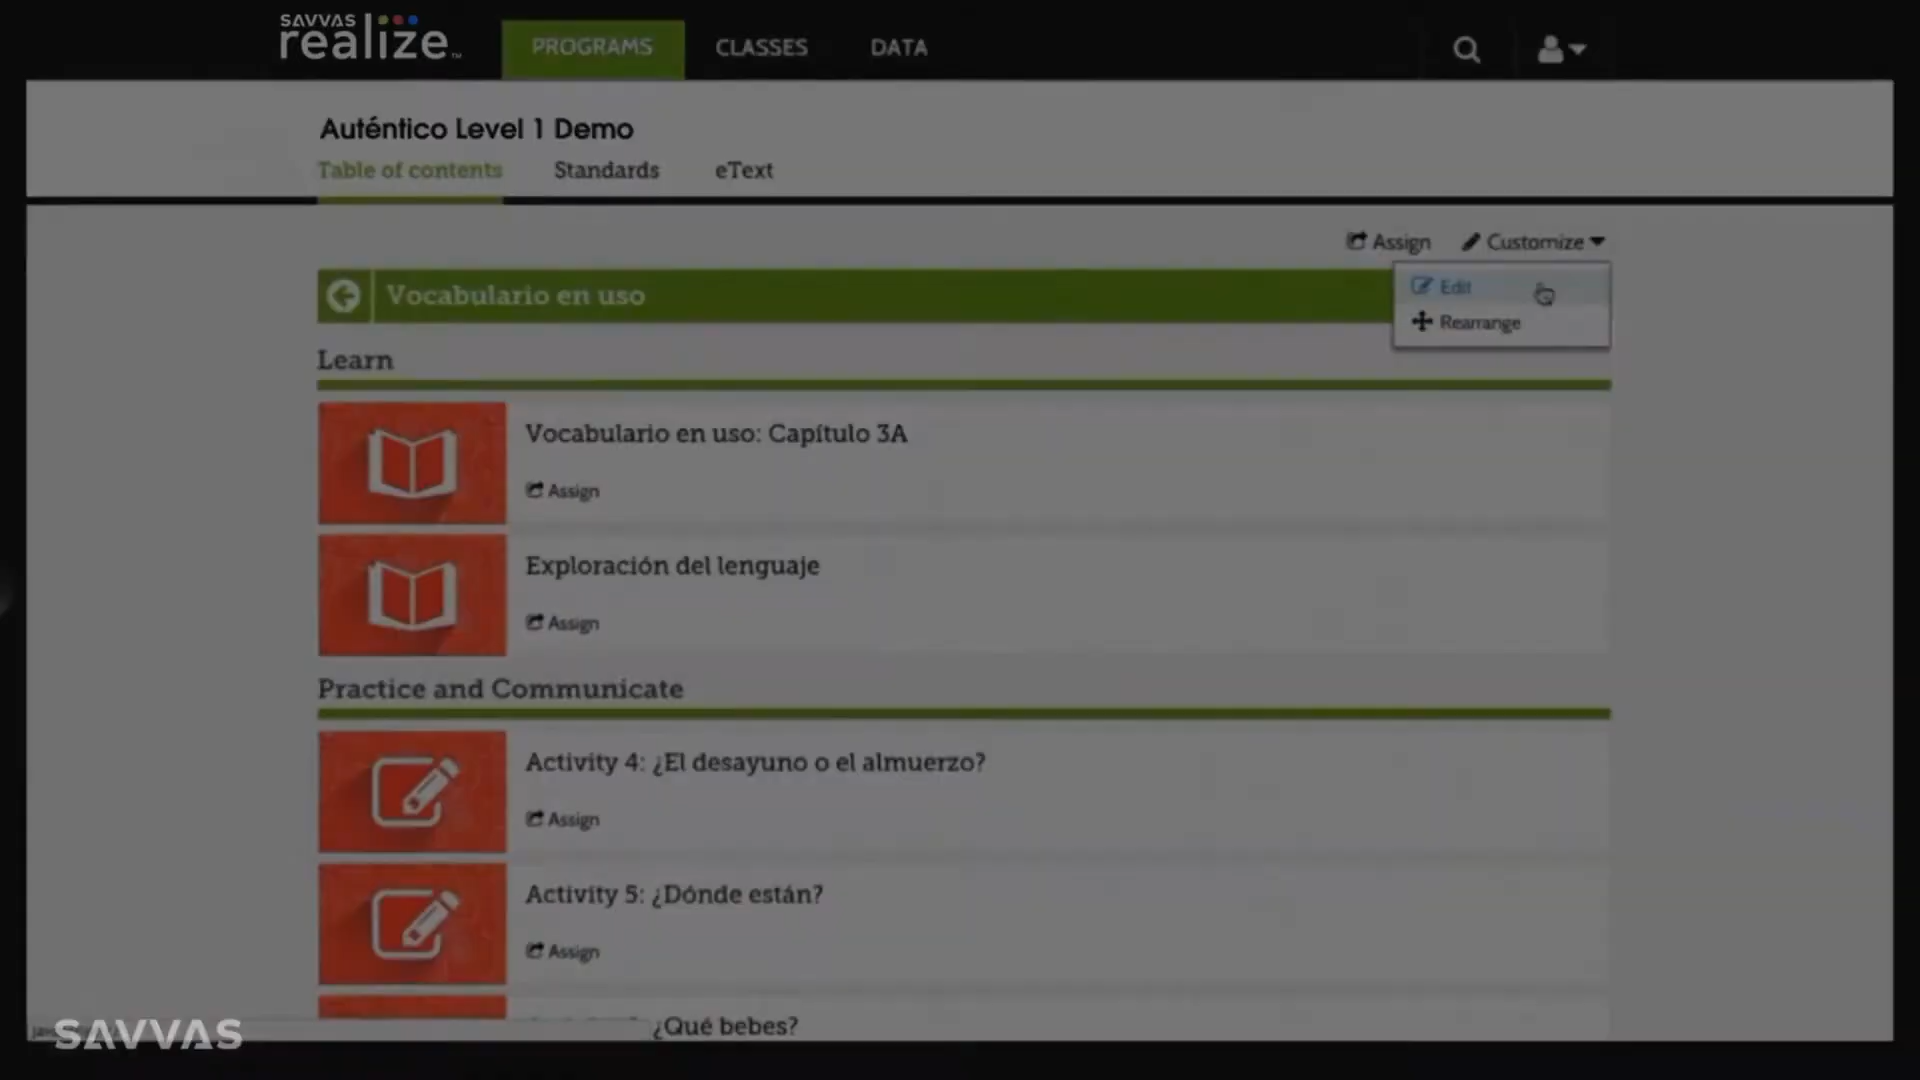 SAVVAS
realize™
PROGRAMS CLASSES DATA
Auténtico Level 1 Demo
Table of contents Standards eText
Assign Customize
Edit
Rearrange
Vocabulario en uso
Learn
Vocabulario en uso: Capítulo 3A
Assign
Exploración del lenguaje
Assign
Practice and Communicate
Activity 4: ¿El desayuno o el almuerzo?
Assign
Activity 5: ¿Dónde están?
Assign
¿Qué bebes?
SAVVAS